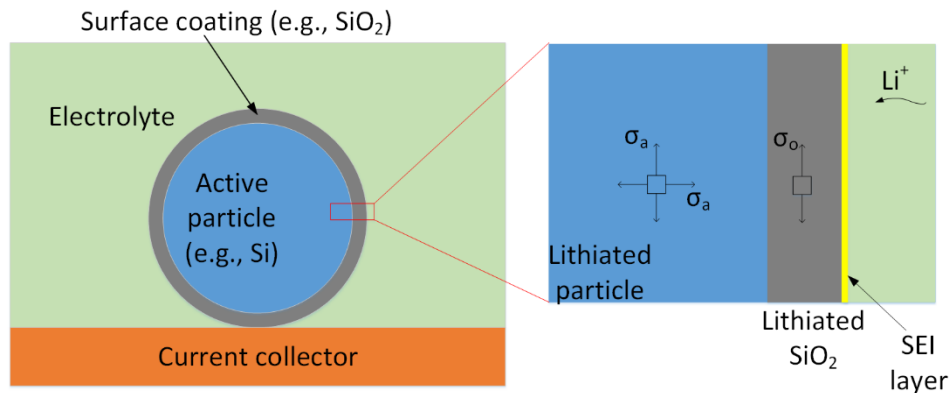 Surface coating (e.g., SiO₂)
Electrolyte
Active
particle
(e.g., Si)
Current collector
Li⁺
σₐ
σₒ
σₐ
Lithiated
particle
Lithiated
SiO₂
SEI
layer